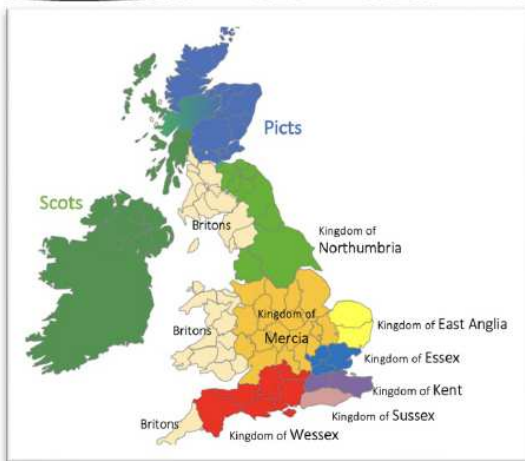 Picts
Scots
Britons
Kingdom of
Northumbria
Kingdom of
Mercia
Britons
Kingdom of East Anglia
Kingdom of Essex
Kingdom of Kent
Kingdom of Sussex
Britons
Kingdom of Wessex